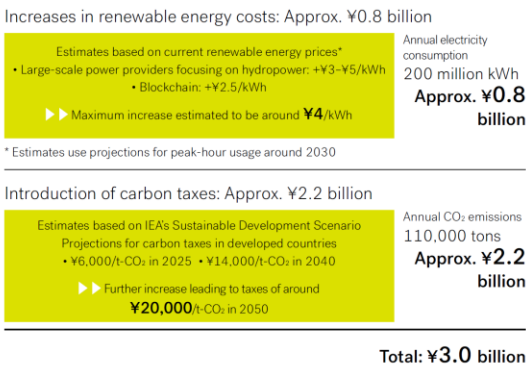 Increases in renewable energy costs: Approx. ¥0.8 billion
Estimates based on current renewable energy prices*
• Large-scale power providers focusing on hydropower: +¥3–¥5/kWh
• Blockchain: +¥2.5/kWh
▶▶Maximum increase estimated to be around ¥4/kWh
Annual electricity
consumption
200 million kWh
Approx. ¥0.8
billion
* Estimates use projections for peak-hour usage around 2030
Introduction of carbon taxes: Approx. ¥2.2 billion
Estimates based on IEA's Sustainable Development Scenario
Projections for carbon taxes in developed countries
• ¥6,000/t-CO₂ in 2025 • ¥14,000/t-CO₂ in 2040
▶▶Further increase leading to taxes of around
¥20,000/t-CO₂ in 2050
Annual CO₂ emissions
110,000 tons
Approx. ¥2.2
billion
Total: ¥3.0 billion